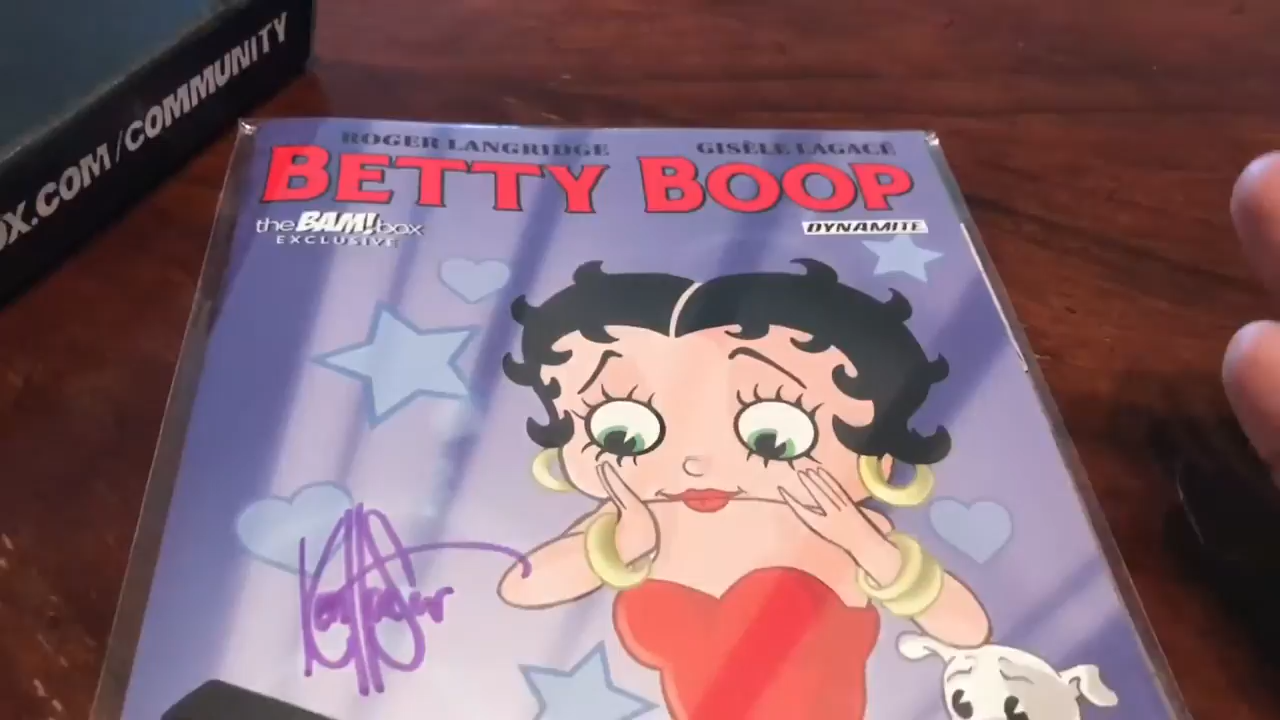 OX.COM/COMMUNITY
ROGER LANGRIDGE GISÈLE LAGACÉ
BETTY BOOP
the BAM! box
EXCLUSIVE
DYNAMITE